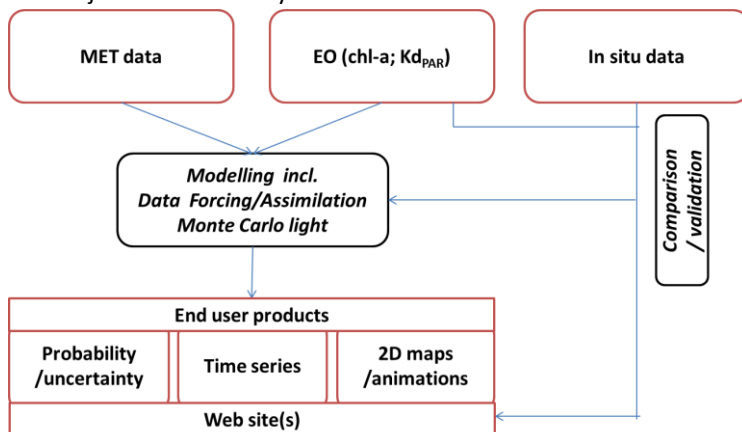 MET data
EO (chl-a; Kd_PAR)
In situ data
Modelling incl.
Data Forcing/Assimilation
Monte Carlo light
Comparison
/ validation
End user products
Probability
/uncertainty
Time series
2D maps
/animations
Web site(s)